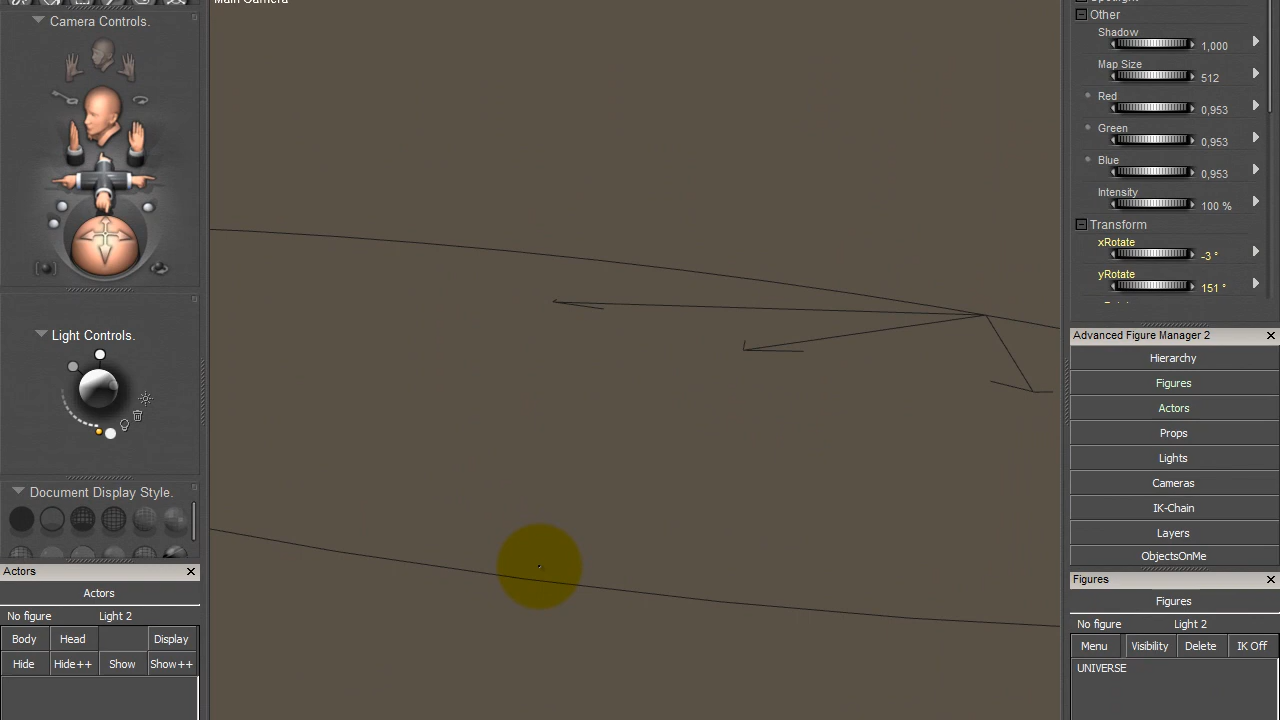 Camera Controls.
Light Controls.
Document Display Style.
Actors
Actors
No figure Light 2
Body Head Display
Hide Hide++ Show Show++
Main Camera
Spotlight
Other
Shadow
1,000
Map Size
512
Red
0,953
Green
0,953
Blue
0,953
Intensity
100 %
Transform
xRotate
-3 °
yRotate
151 °
Advanced Figure Manager 2
Hierarchy
Figures
Actors
Props
Lights
Cameras
IK-Chain
Layers
ObjectsOnMe
Figures
Figures
No figure Light 2
Menu Visibility Delete IK Off
UNIVERSE